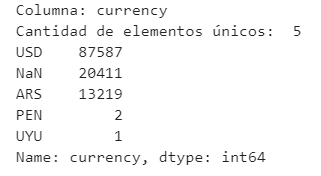 Columna: currency
Cantidad de elementos únicos:  5
USD    87587
NaN    20411
ARS    13219
PEN        2
UYU        1
Name: currency, dtype: int64